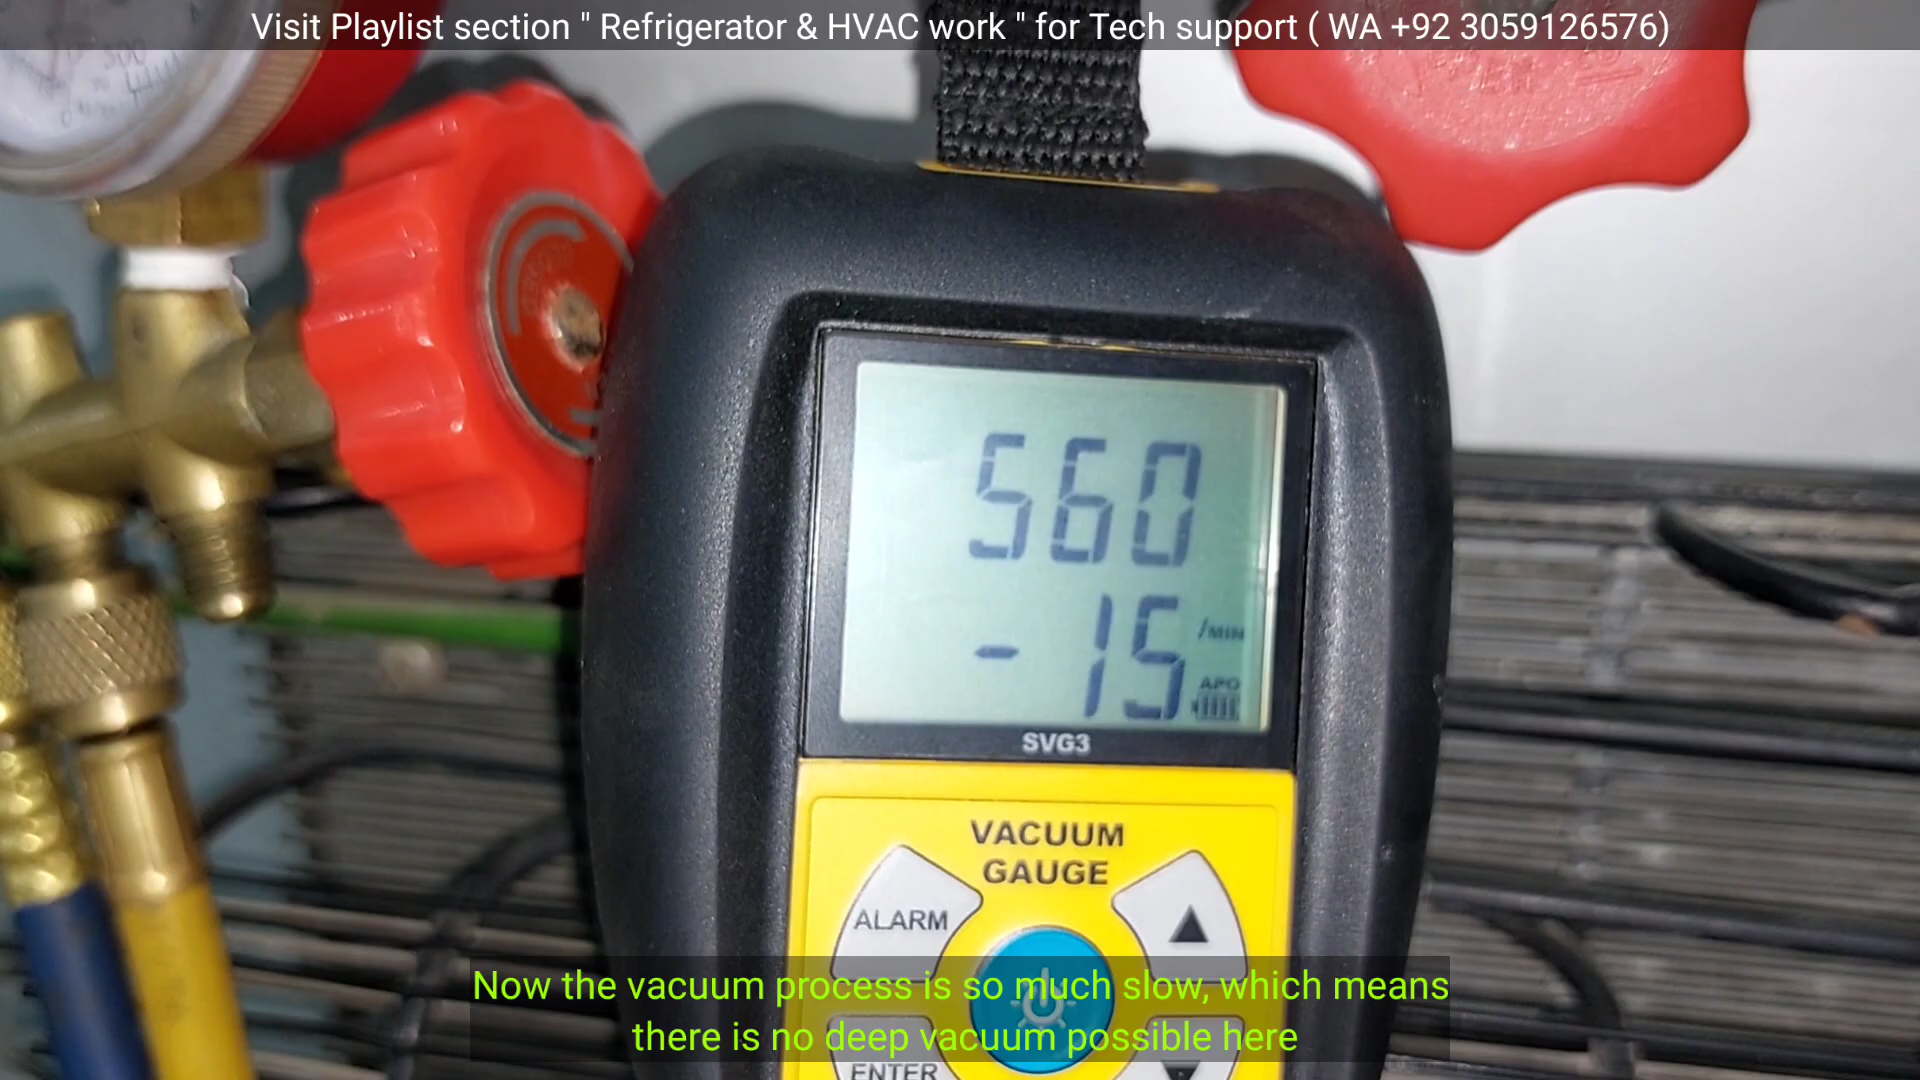 Visit Playlist section " Refrigerator & HVAC work " for Tech support ( WA +92 3059126576)
500
560
- 15 /MIN
APO
SVG3
VACUUM
GAUGE
ALARM
Now the vacuum process is so much slow, which means
there is no deep vacuum possible here
ENTER